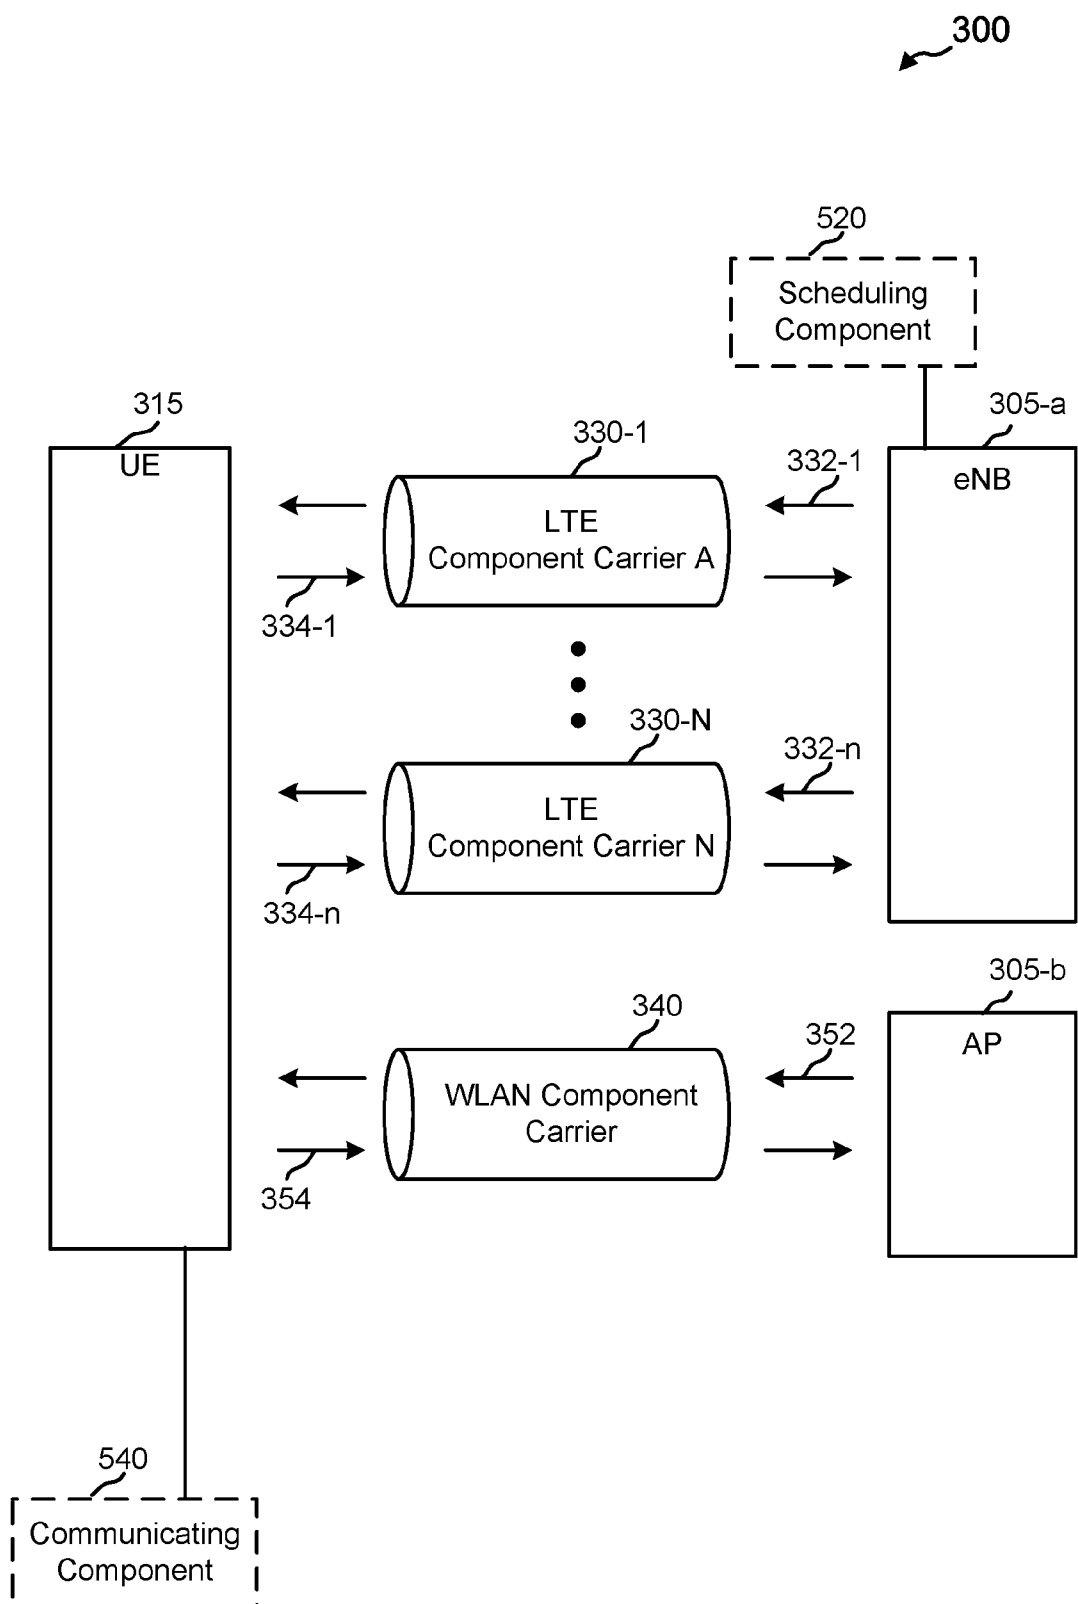 300
520
Scheduling
Component
315
UE
330-1
332-1
305-a
eNB
LTE
Component Carrier A
334-1
330-N
332-n
LTE
Component Carrier N
334-n
340
352
305-b
AP
WLAN Component
Carrier
354
540
Communicating
Component